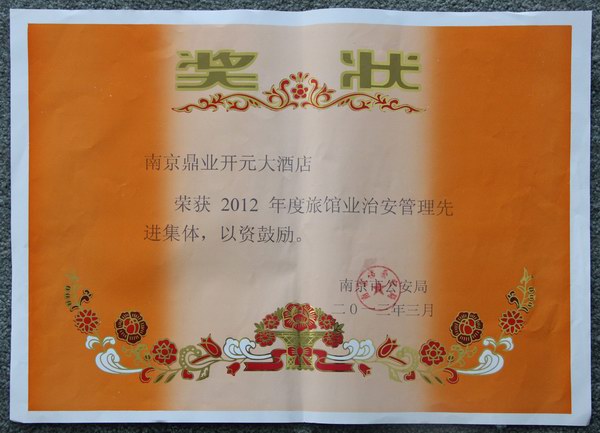 奖 状
南京鼎业开元大酒店
荣获 2012 年度旅馆业治安管理先
进集体，以资鼓励。
南京市公安局
二〇一三年三月